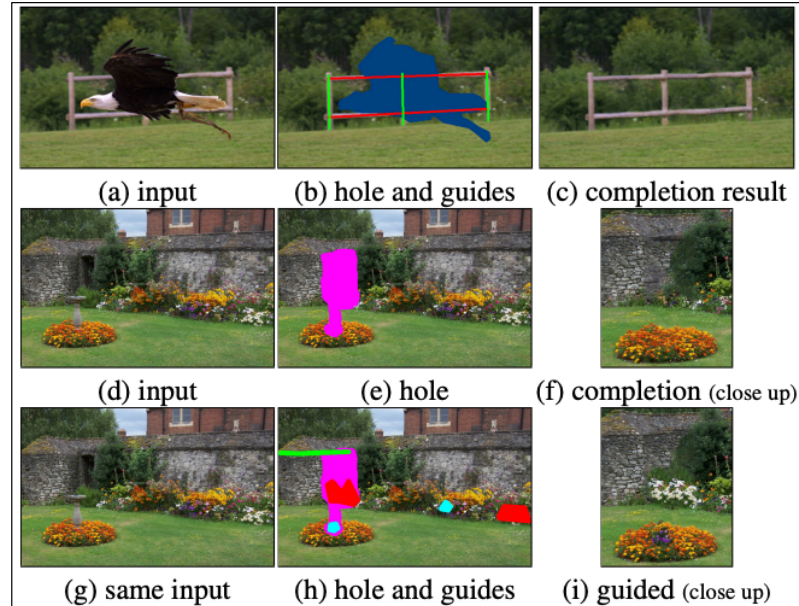 (a) input
(b) hole and guides
(c) completion result
(d) input
(e) hole
(f) completion (close up)
(g) same input
(h) hole and guides
(i) guided (close up)